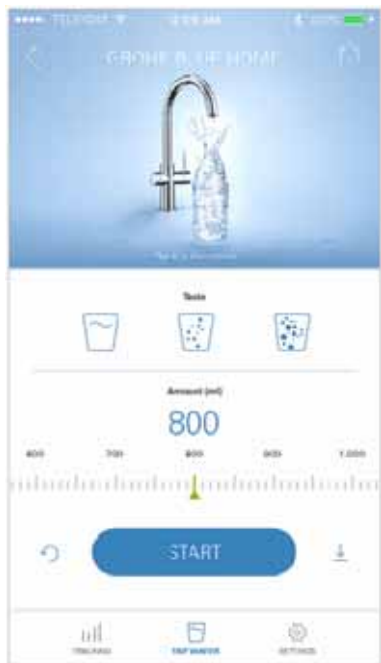 GROHE BLUE HOME
Taste
Amount (ml)
800
600 700 800 900 1.000
START
TRACKING TAP WATER SETTINGS